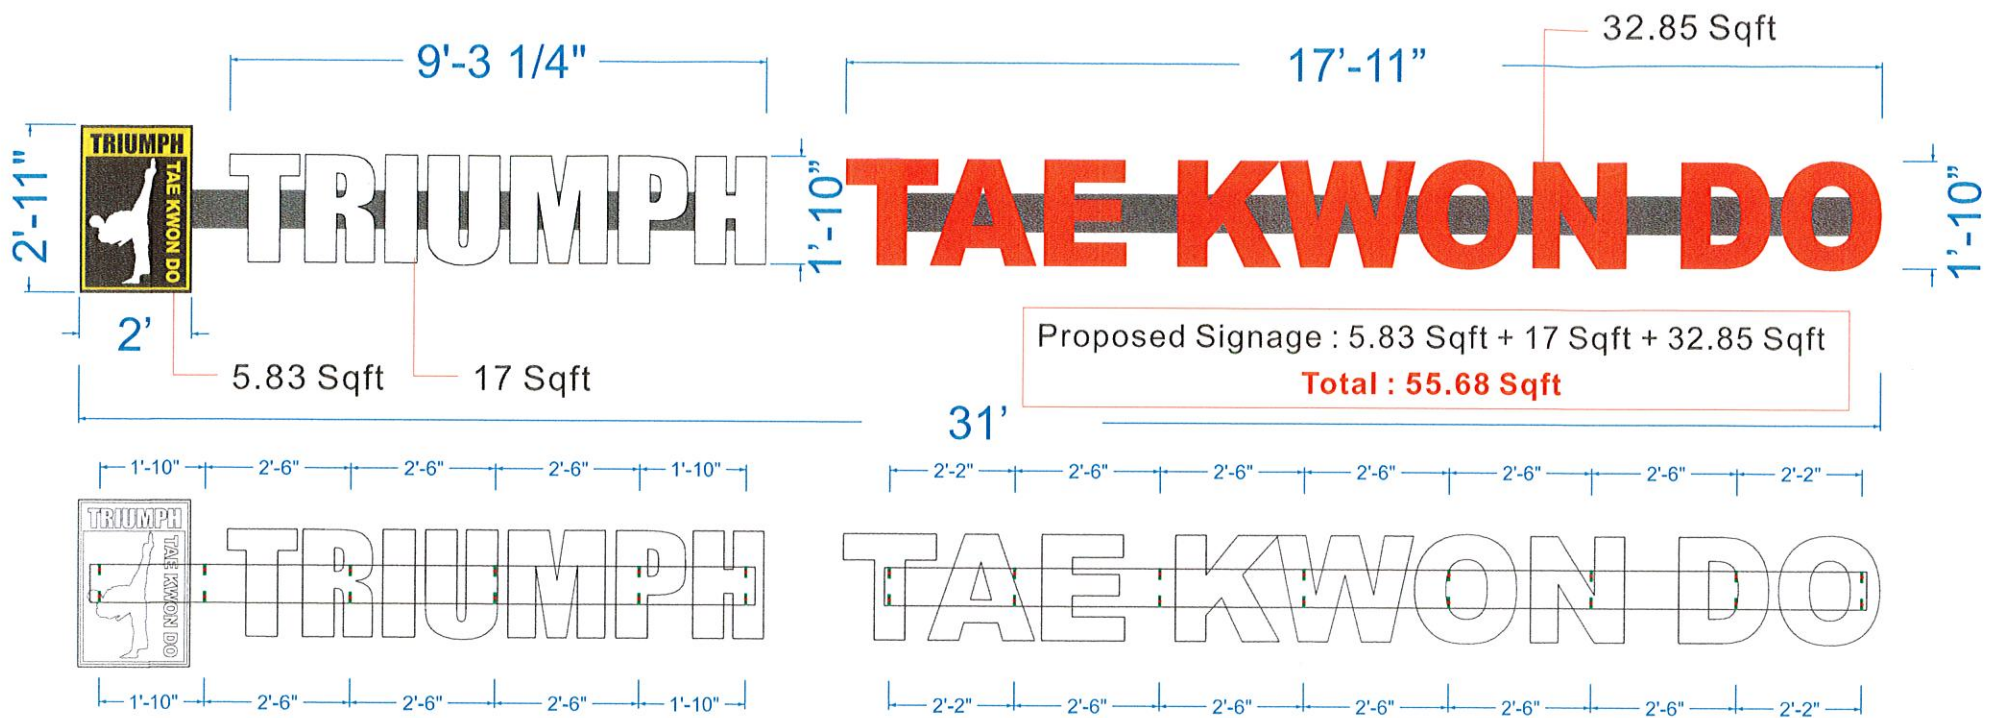 32.85 Sqft
9'-3 1/4"
17’-11”
2'-11"
TRIUMPH
TAE KWON DO
TRIUMPH
1'-10”
TAE KWON DO
1’-10”
2’
5.83 Sqft
17 Sqft
Proposed Signage : 5.83 Sqft + 17 Sqft + 32.85 Sqft
Total : 55.68 Sqft
31’
1'-10" 2'-6" 2'-6" 2'-6" 1'-10" 2'-2" 2'-6" 2'-6" 2'-6" 2'-6" 2'-6" 2'-2"
TRIUMPH
TAE KWON DO
TRIUMPH
TAE KWON DO
1'-10" 2'-6" 2'-6" 2'-6" 1'-10" 2'-2" 2'-6" 2'-6" 2'-6" 2'-6" 2'-6" 2'-2"